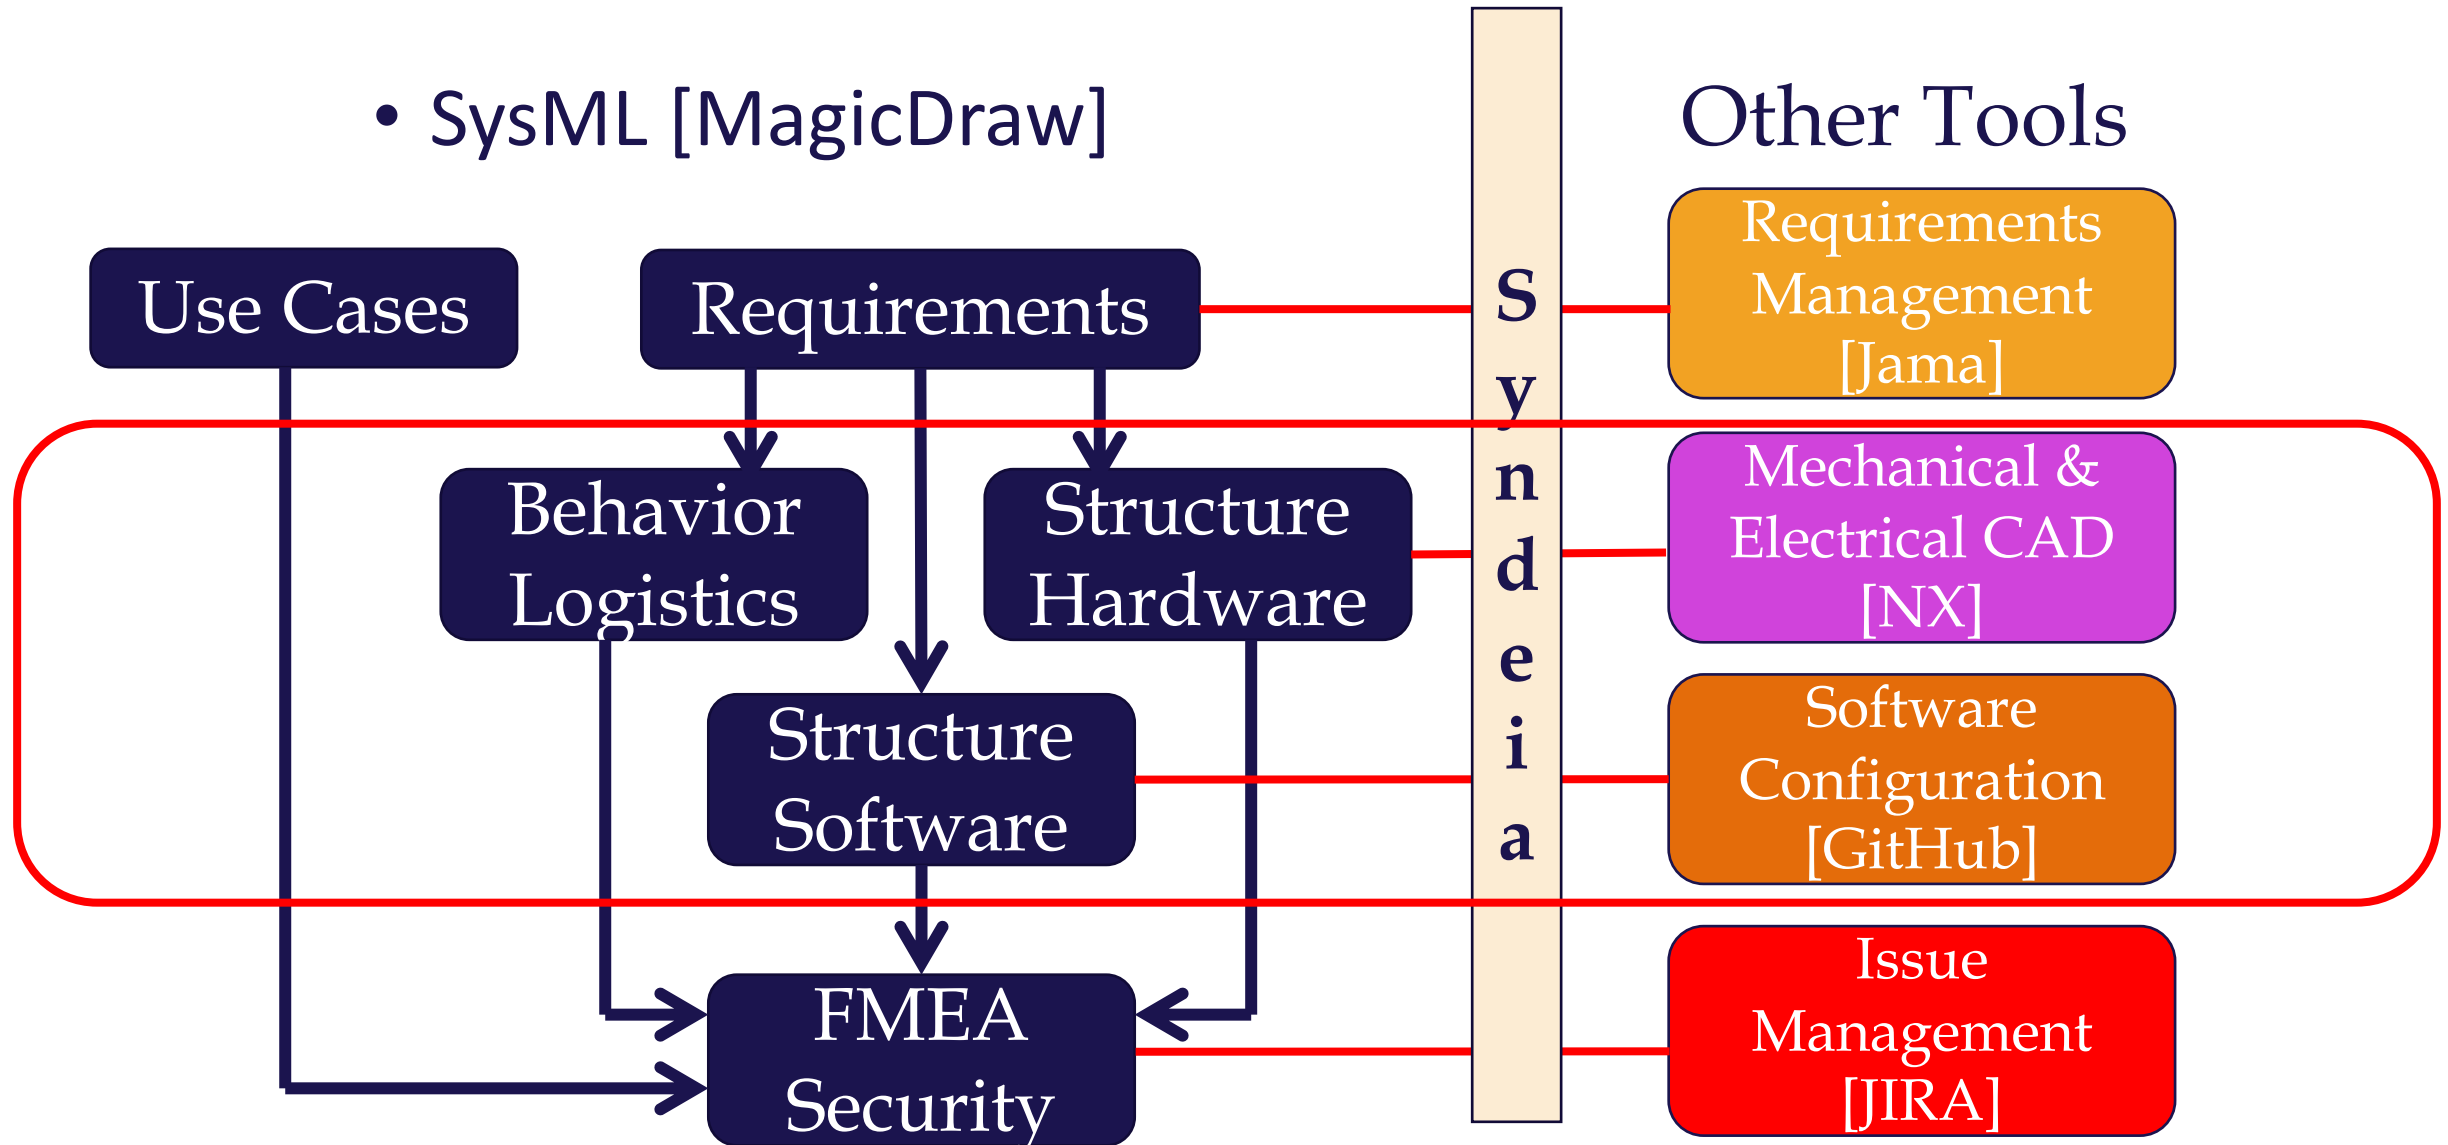 • SysML [MagicDraw]
Other Tools
Use Cases
Requirements
Behavior
Logistics
Structure
Hardware
Structure
Software
FMEA
Security
Syndeia
Requirements
Management
[Jama]
Mechanical &
Electrical CAD
[NX]
Software
Configuration
[GitHub]
Issue
Management
[JIRA]